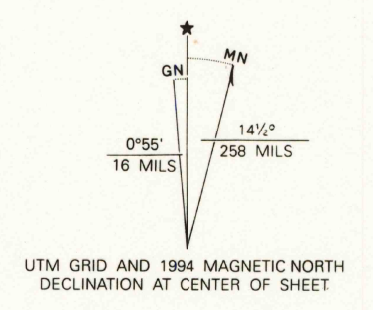 MN
GN
14½°
0°55'
258 MILS
16 MILS
UTM GRID AND 1994 MAGNETIC NORTH
DECLINATION AT CENTER OF SHEET